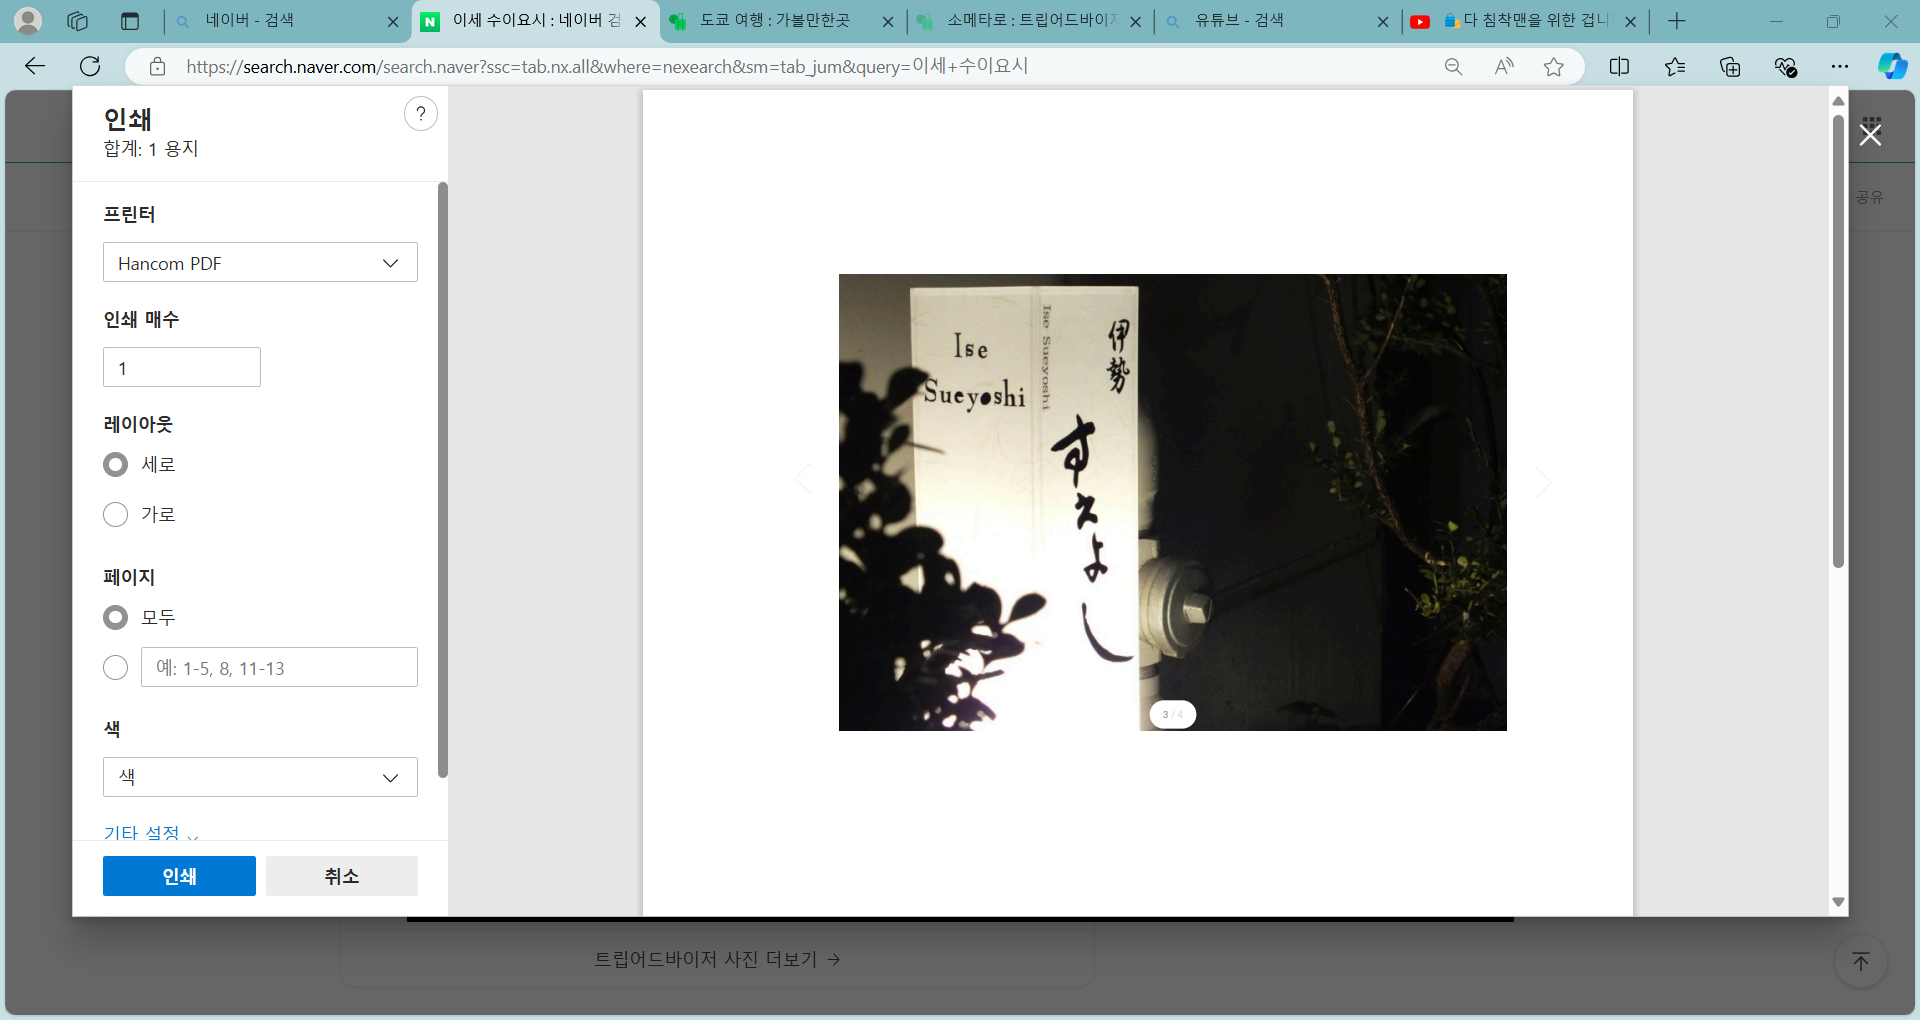 네이버 - 검색
이세 수이요시 : 네이버 검
도쿄 여행 : 가볼만한곳
소메타로 : 트립어드바이저
유튜브 - 검색
다 침착맨을 위한 겁니
https://search.naver.com/search.naver?ssc=tab.nx.all&where=nexearch&sm=tab_jum&query=이세+수이요시
인쇄
?
합계: 1 용지
프린터
Hancom PDF
인쇄 매수
1
레이아웃
세로
가로
페이지
모두
예: 1-5, 8, 11-13
색
색
기타 설정
인쇄
취소
Ise
Sueyoshi
Ise Sueyoshi
伊勢
すえよし
3 / 4
공유
트립어드바이저 사진 더보기 →